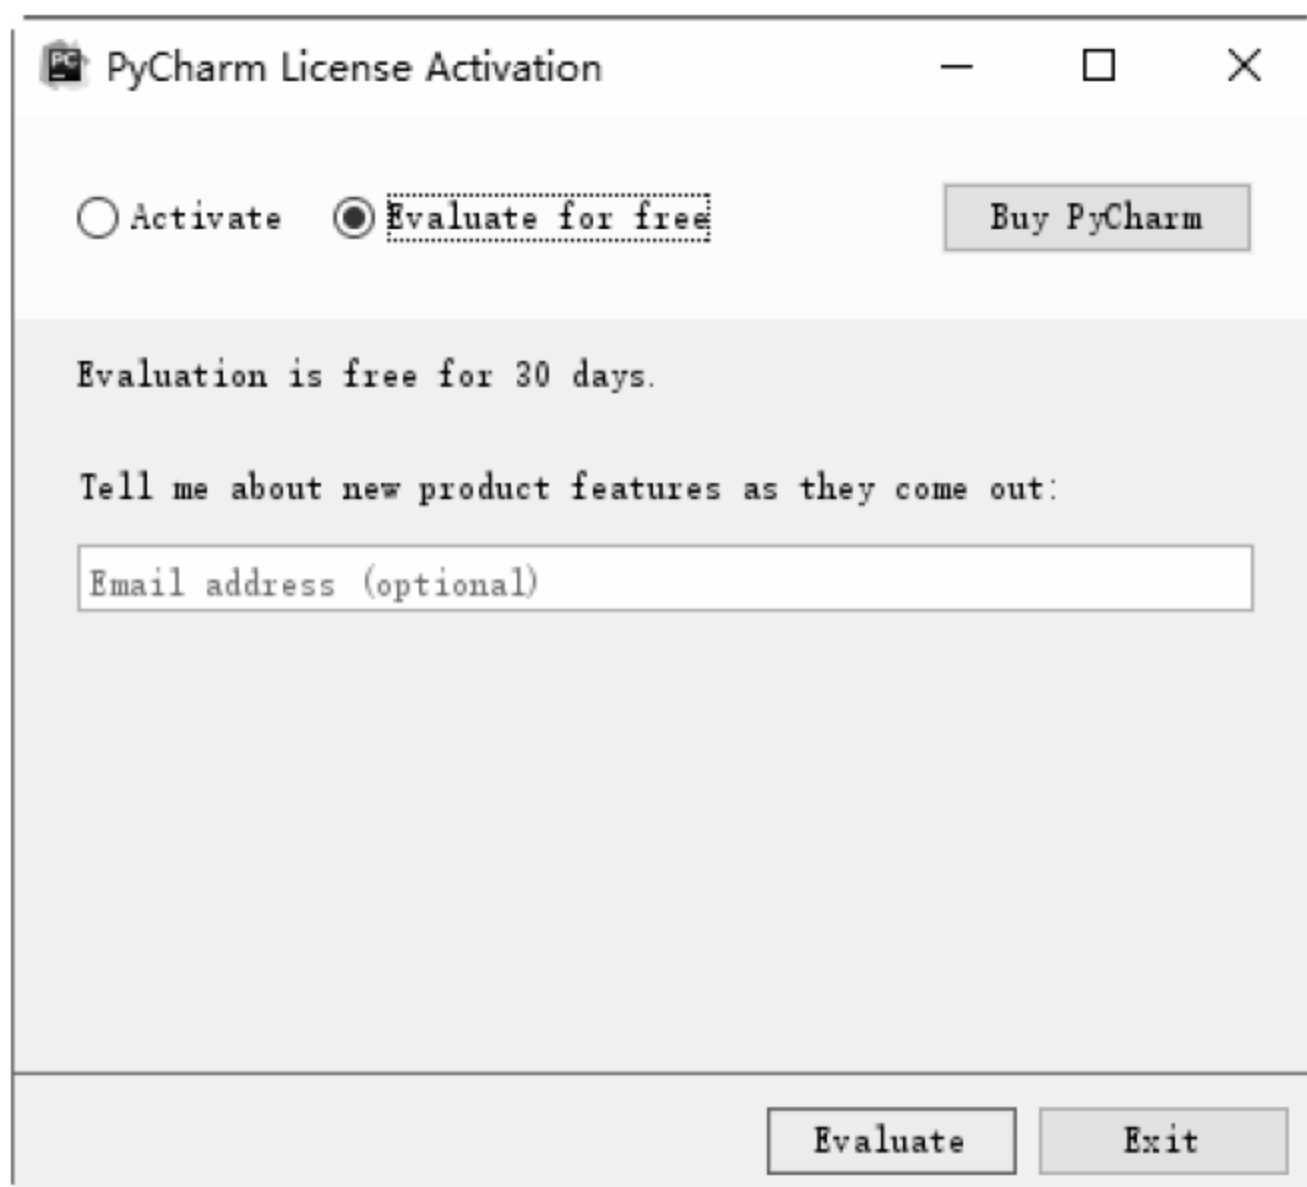 PC PyCharm License Activation
Activate Evaluate for free Buy PyCharm
Evaluation is free for 30 days.
Tell me about new product features as they come out:
Email address (optional)
Evaluate Exit